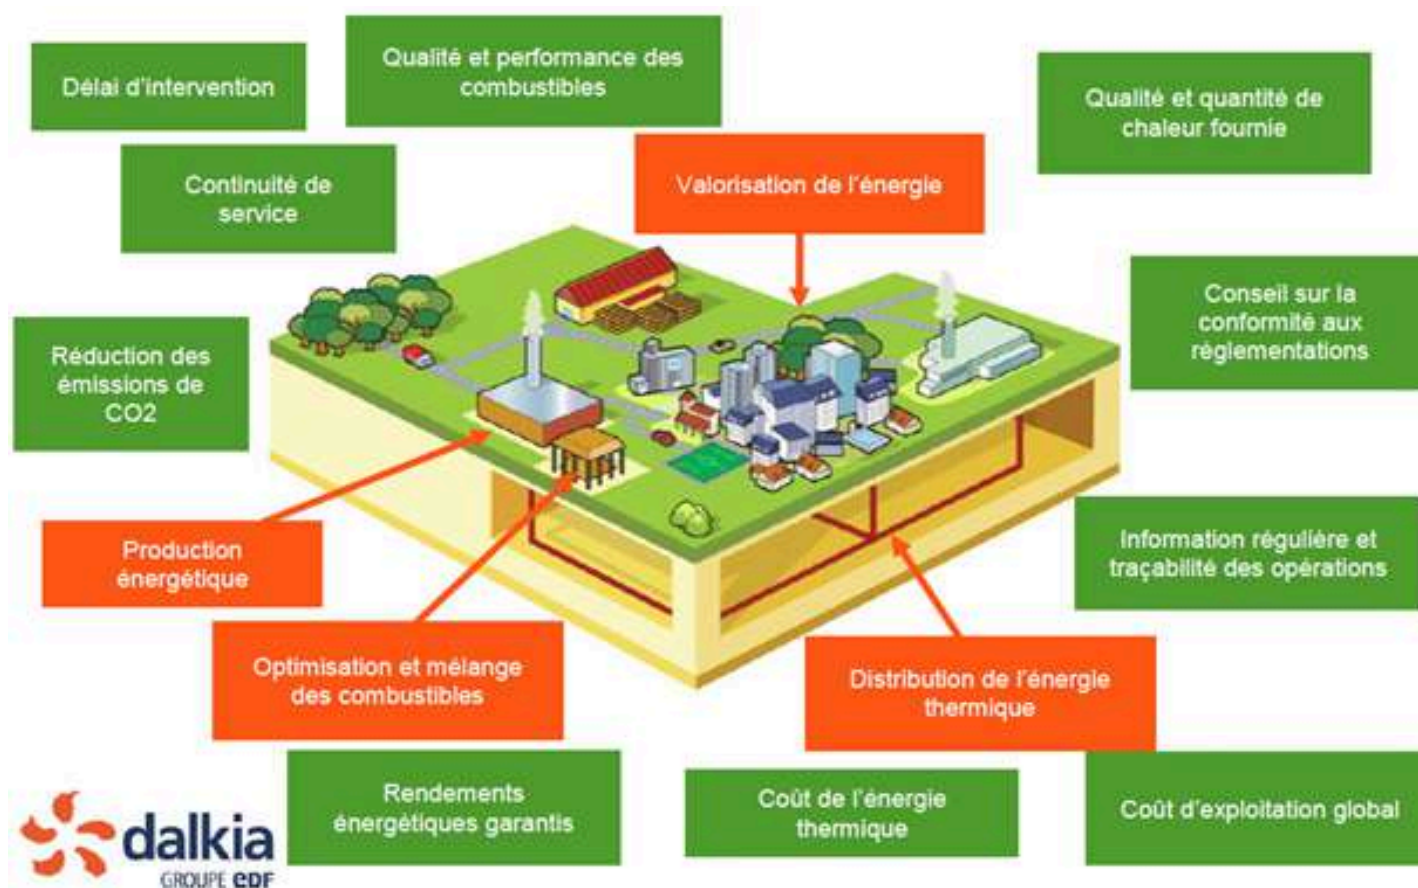 Délai d'intervention
Qualité et performance des
combustibles
Qualité et quantité de
chaleur fournie
Continuité de
service
Valorisation de l'énergie
Conseil sur la
conformité aux
réglementations
Réduction des
émissions de
CO2
Production
énergétique
Information régulière et
traçabilité des opérations
Optimisation et mélange
des combustibles
Distribution de l'énergie
thermique
Rendements
énergétiques garantis
Coût de l'énergie
thermique
Coût d'exploitation global
dalkia
GROUPE eDF